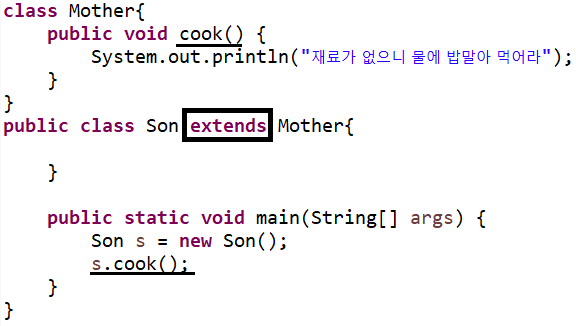 class Mother{
    public void cook() {
        System.out.println("재료가 없으니 물에 밥말아 먹어라");
    }
}
public class Son extends Mother{
    }
    public static void main(String[] args) {
        Son s = new Son();
        s.cook();
    }
}